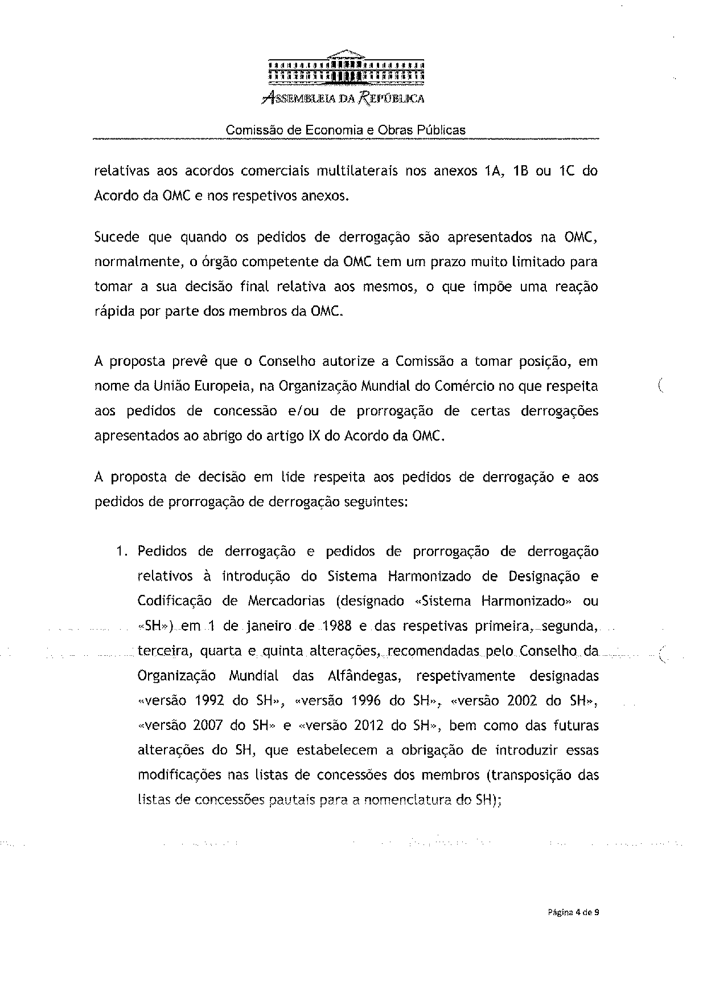 ASSEMBLEIA DA REPÚBLICA
Comissão de Economia e Obras Públicas
relativas aos acordos comerciais multilaterais nos anexos 1A, 1B ou 1C do
Acordo da OMC e nos respetivos anexos.
Sucede que quando os pedidos de derrogação são apresentados na OMC,
normalmente, o órgão competente da OMC tem um prazo muito limitado para
tomar a sua decisão final relativa aos mesmos, o que impõe uma reação
rápida por parte dos membros da OMC.
A proposta prevê que o Conselho autorize a Comissão a tomar posição, em
nome da União Europeia, na Organização Mundial do Comércio no que respeita
aos pedidos de concessão e/ou de prorrogação de certas derrogações
apresentados ao abrigo do artigo IX do Acordo da OMC.
A proposta de decisão em lide respeita aos pedidos de derrogação e aos
pedidos de prorrogação de derrogação seguintes:
1. Pedidos de derrogação e pedidos de prorrogação de derrogação
relativos à introdução do Sistema Harmonizado de Designação e
Codificação de Mercadorias (designado «Sistema Harmonizado» ou
«SH») em 1 de janeiro de 1988 e das respetivas primeira, segunda,
terceira, quarta e quinta alterações, recomendadas pelo Conselho da
Organização Mundial das Alfândegas, respetivamente designadas
«versão 1992 do SH», «versão 1996 do SH», «versão 2002 do SH»,
«versão 2007 do SH» e «versão 2012 do SH», bem como das futuras
alterações do SH, que estabelecem a obrigação de introduzir essas
modificações nas listas de concessões dos membros (transposição das
listas de concessões pautais para a nomenclatura do SH);
Página 4 de 9